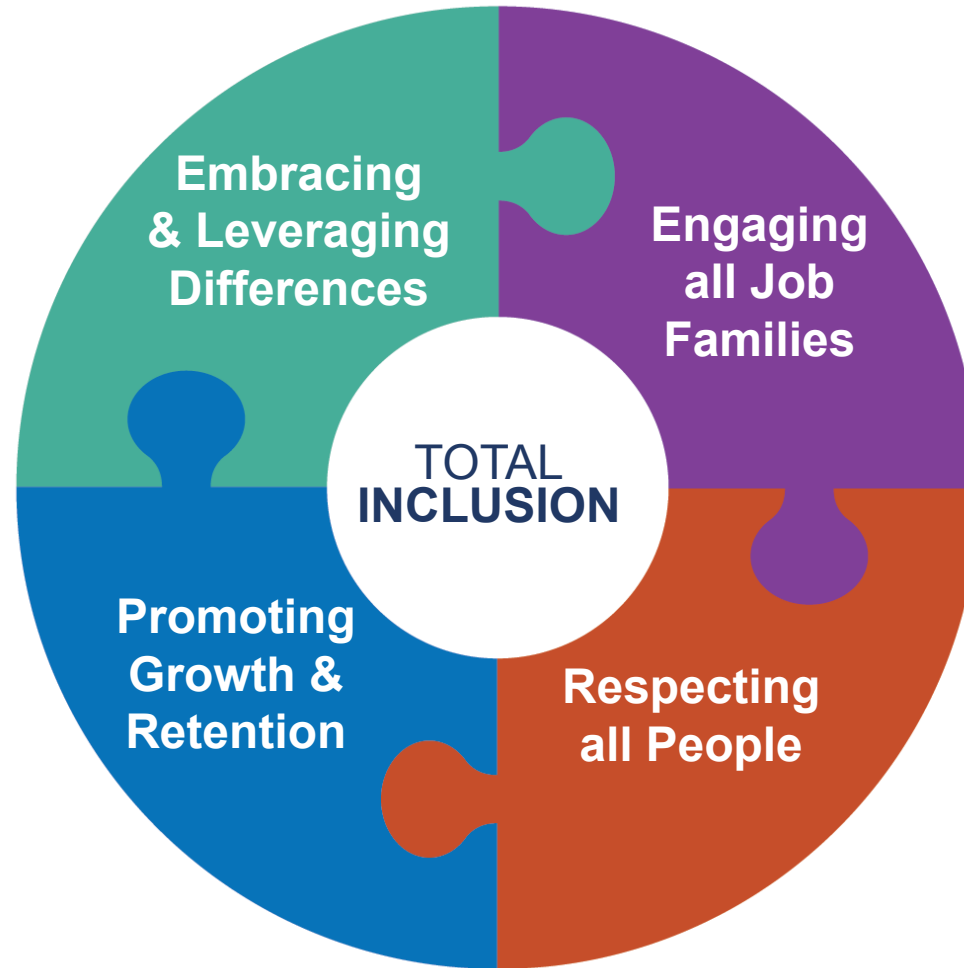 Embracing
& Leveraging
Differences
Engaging
all Job
Families
TOTAL
INCLUSION
Promoting
Growth &
Retention
Respecting
all People